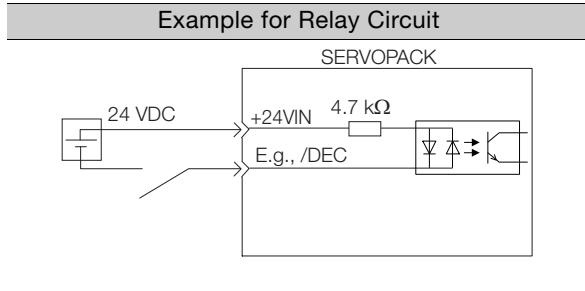 Example for Relay Circuit
SERVOPACK
24 VDC
+24VIN
4.7 kΩ
E.g., /DEC